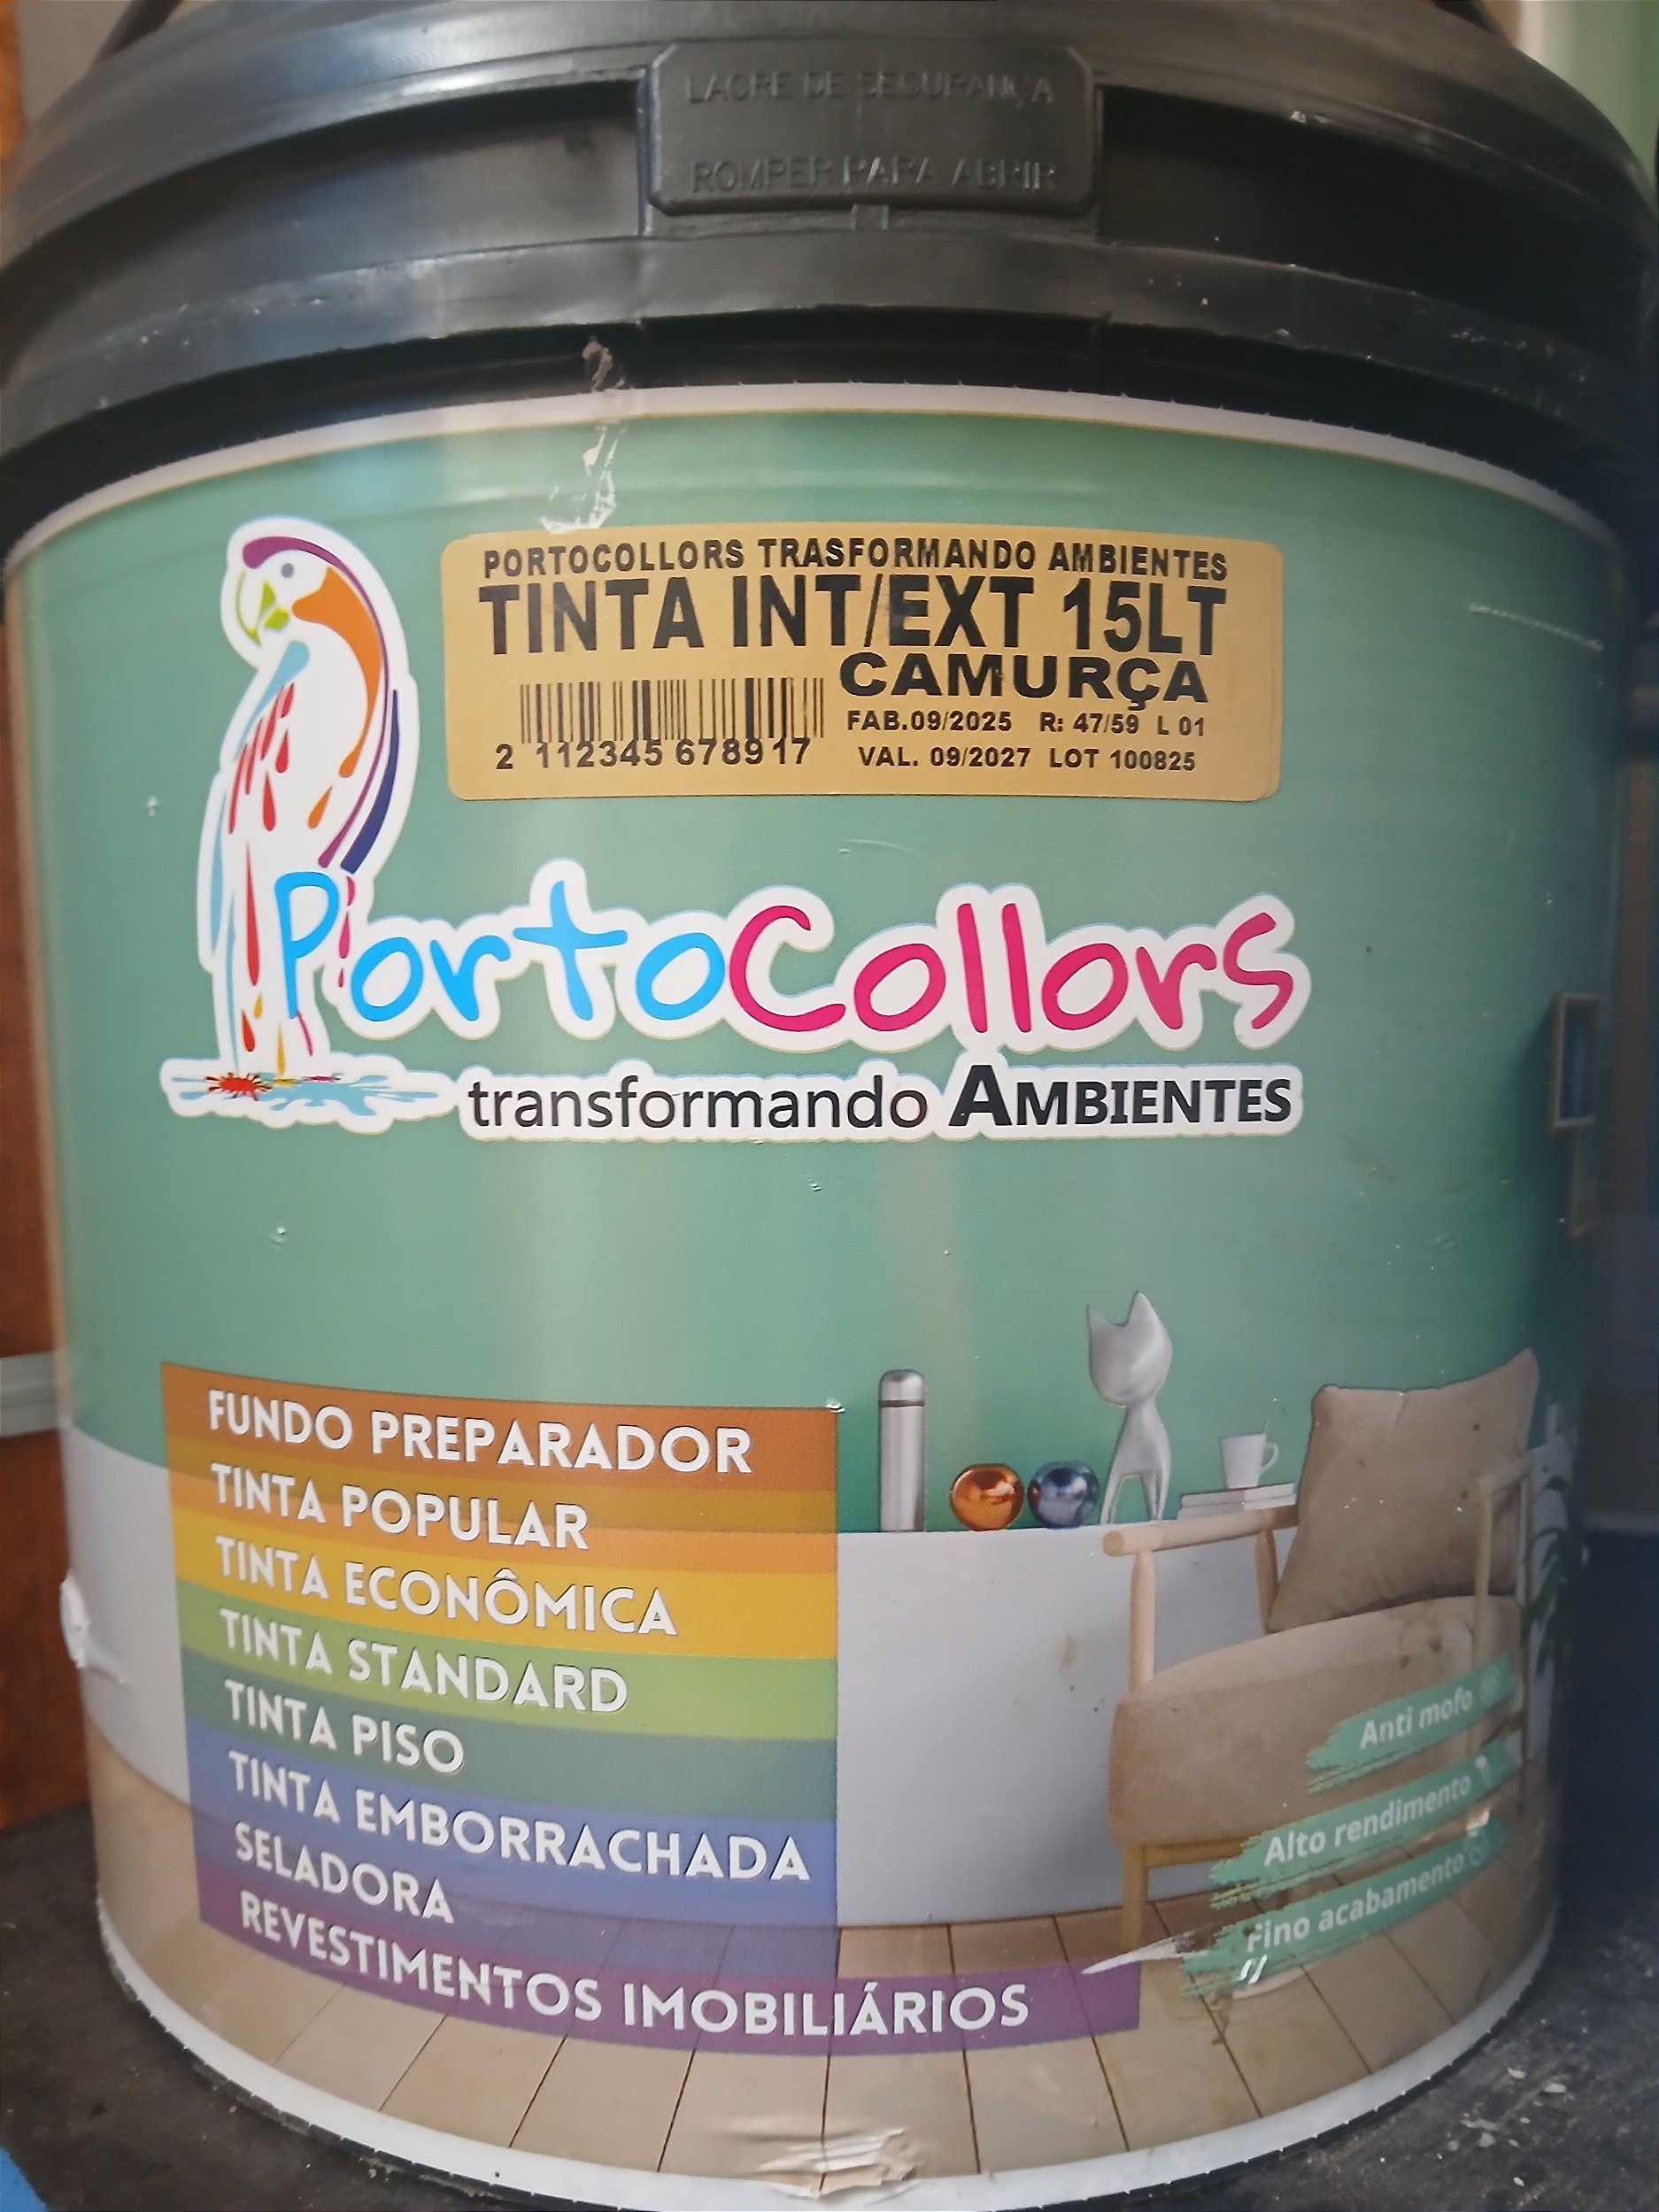 LACRE DE SEGURANÇA
ROMPER PARA ABRIR
PORTOCOLLORS TRASFORMANDO AMBIENTES
TINTA INT/EXT 15LT
CAMURÇA
FAB.09/2025 R: 47/59 L 01
2 112345 678917
VAL. 09/2027 LOT 100825
PortoCollors
transformando AMBIENTES
FUNDO PREPARADOR
TINTA POPULAR
TINTA ECONÔMICA
TINTA STANDARD
TINTA PISO
TINTA EMBORRACHADA
SELADORA
REVESTIMENTOS IMOBILIÁRIOS
Anti mofo
Alto rendimento
Fino acabamento